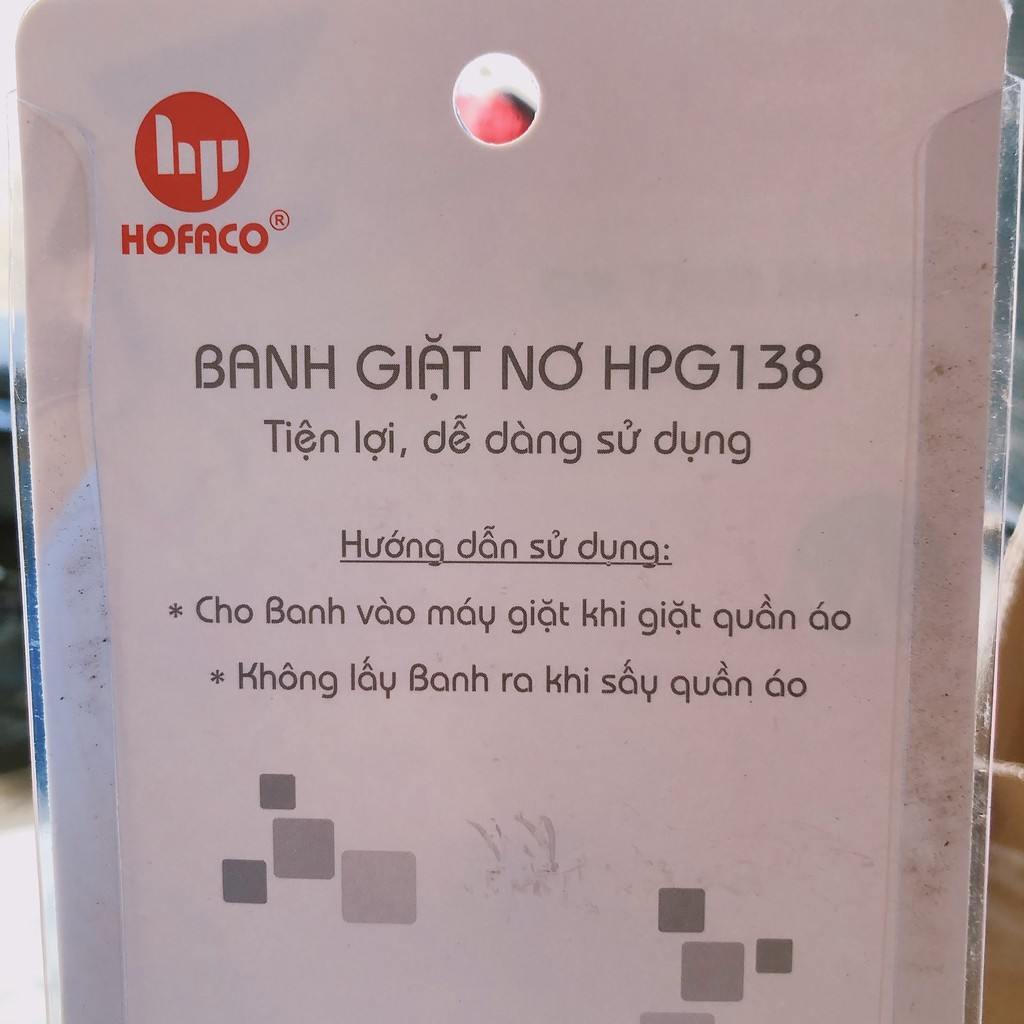 hp
HOFACO®
BANH GIẶT NƠ HPG138
Tiện lợi, dễ dàng sử dụng
Hướng dẫn sử dụng:
* Cho Banh vào máy giặt khi giặt quần áo
* Không lấy Banh ra khi sấy quần áo